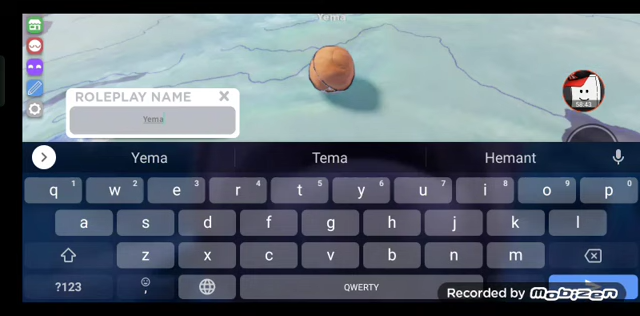 Yema
ROLEPLAY NAME
Yema
58:43
Yema Tema Hemant
q 1 w 2 e 3 r 4 t 5 y 6 u 7 i 8 o 9 p 0
a s d f g h j k l
z x c v b n m
?123 , QWERTY
Recorded by MOBIZEN